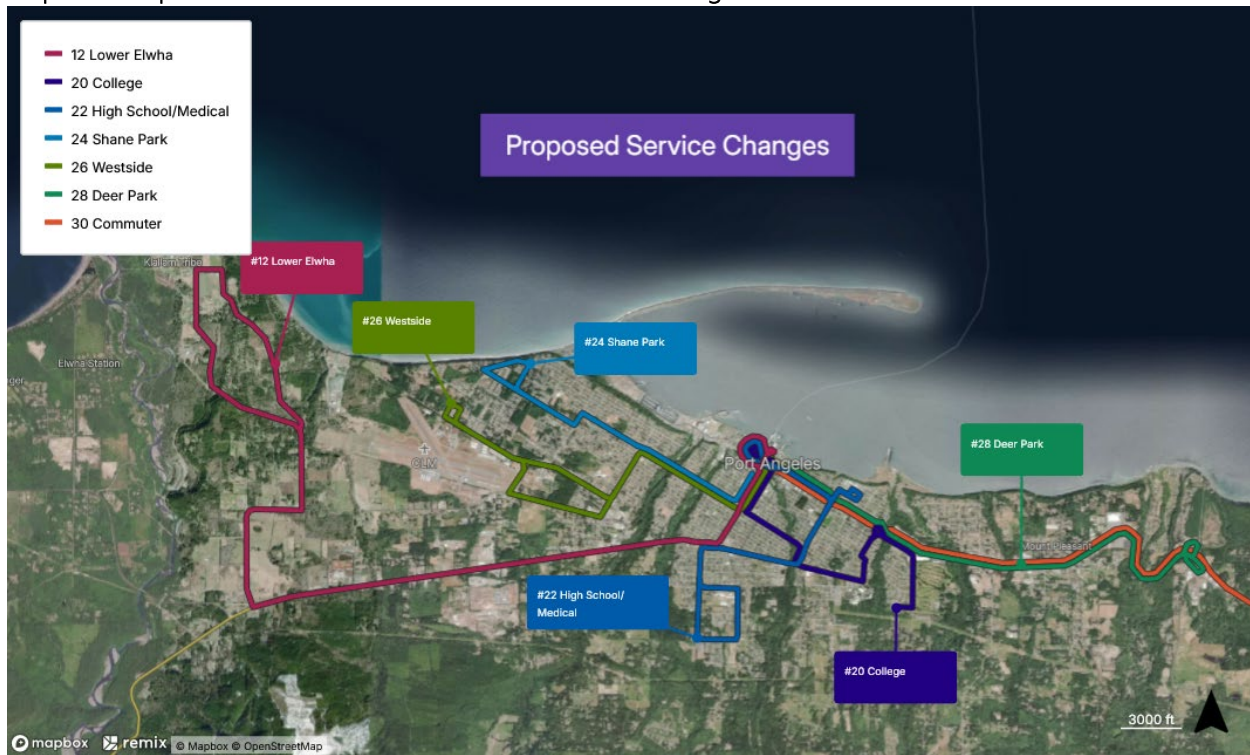 12 Lower Elwha
20 College
22 High School/Medical
24 Shane Park
26 Westside
28 Deer Park
30 Commuter
Proposed Service Changes
#12 Lower Elwha
#26 Westside
#24 Shane Park
Elwha Station
CLM
Port Angeles
#28 Deer Park
Mount Pleasant
#22 High School/
Medical
#20 College
3000 ft
mapbox remix © Mapbox © OpenStreetMap